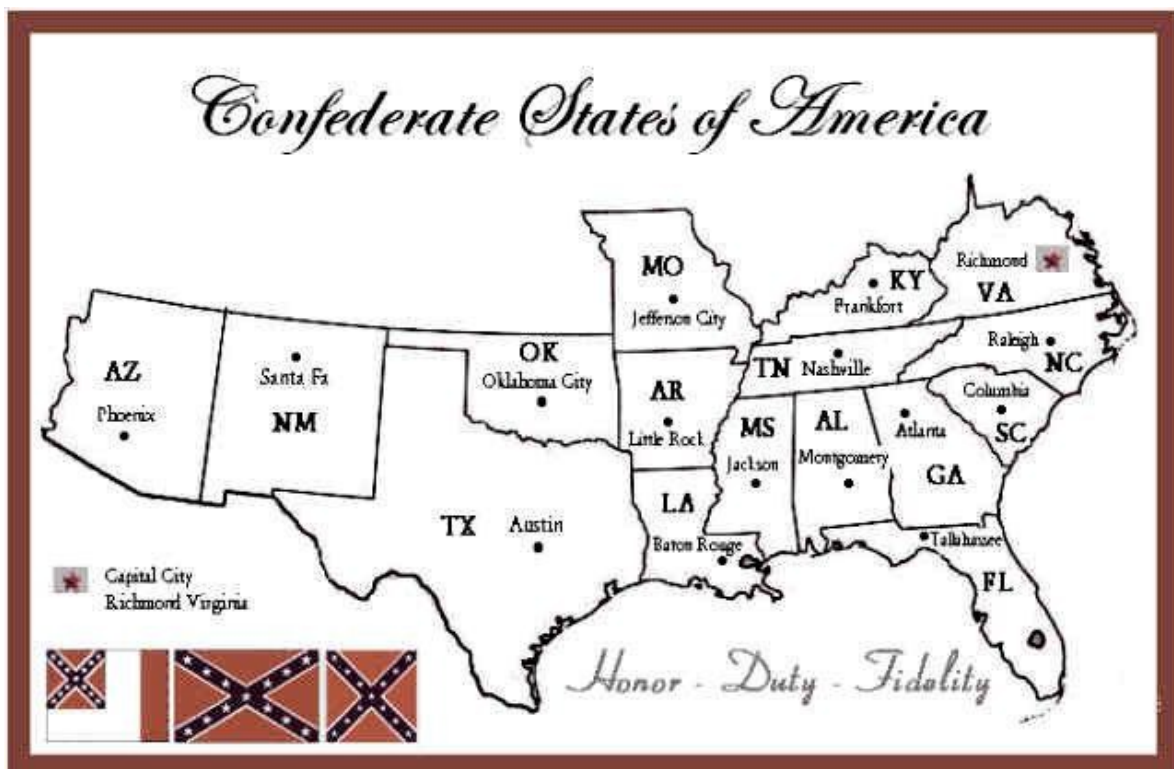 Confederate States of America
MO
Jefferson City
KY
Frankfort
Richmond
VA
AZ
Phoenix
Santa Fa
NM
OK
Oklahoma City
AR
Little Rock
TN Nashville
Raleigh
NC
Columbia
SC
MS
Jackson
AL
Montgomery
Atlanta
GA
TX Austin
LA
Baton Rouge
Tallahassee
FL
Capital City
Richmond Virginia
Honor - Duty - Fidelity